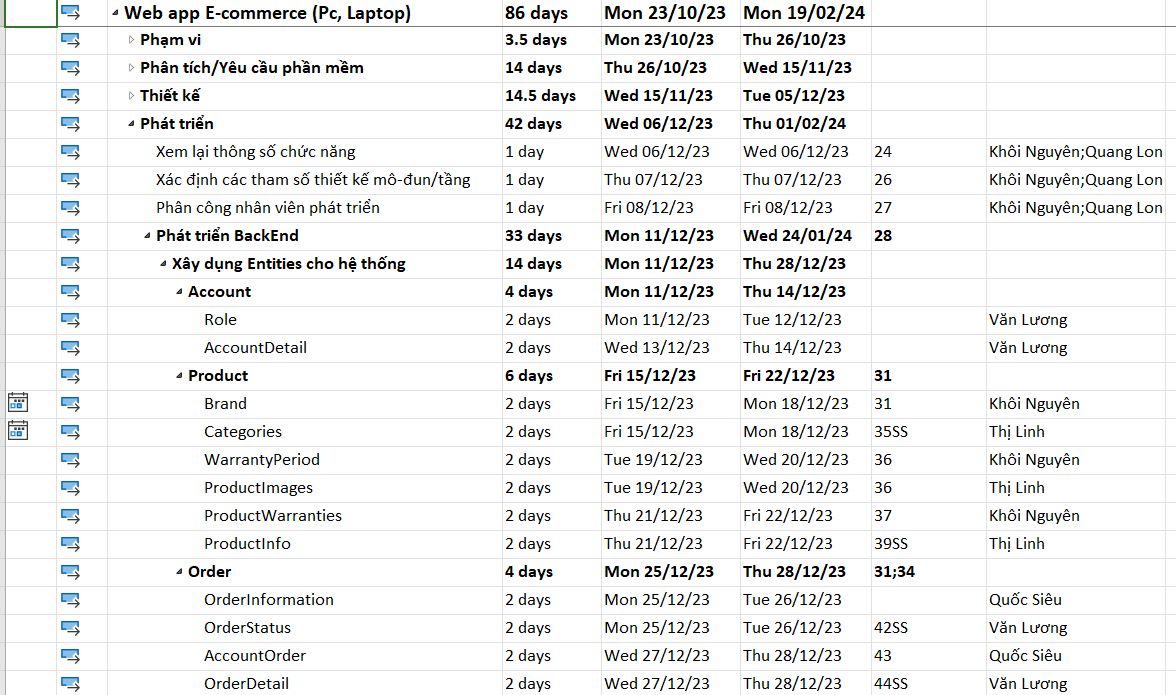 Web app E-commerce (Pc, Laptop) 86 days Mon 23/10/23 Mon 19/02/24
Phạm vi 3.5 days Mon 23/10/23 Thu 26/10/23
Phân tích/Yêu cầu phần mềm 14 days Thu 26/10/23 Wed 15/11/23
Thiết kế 14.5 days Wed 15/11/23 Tue 05/12/23
Phát triển 42 days Wed 06/12/23 Thu 01/02/24
Xem lại thông số chức năng 1 day Wed 06/12/23 Wed 06/12/23 24 Khôi Nguyên;Quang Lon
Xác định các tham số thiết kế mô-đun/tầng 1 day Thu 07/12/23 Thu 07/12/23 26 Khôi Nguyên;Quang Lon
Phân công nhân viên phát triển 1 day Fri 08/12/23 Fri 08/12/23 27 Khôi Nguyên;Quang Lon
Phát triển BackEnd 33 days Mon 11/12/23 Wed 24/01/24 28
Xây dụng Entities cho hệ thống 14 days Mon 11/12/23 Thu 28/12/23
Account 4 days Mon 11/12/23 Thu 14/12/23
Role 2 days Mon 11/12/23 Tue 12/12/23 Văn Lương
AccountDetail 2 days Wed 13/12/23 Thu 14/12/23 Văn Lương
Product 6 days Fri 15/12/23 Fri 22/12/23 31
Brand 2 days Fri 15/12/23 Mon 18/12/23 31 Khôi Nguyên
Categories 2 days Fri 15/12/23 Mon 18/12/23 35SS Thị Linh
WarrantyPeriod 2 days Tue 19/12/23 Wed 20/12/23 36 Khôi Nguyên
ProductImages 2 days Tue 19/12/23 Wed 20/12/23 36 Thị Linh
ProductWarranties 2 days Thu 21/12/23 Fri 22/12/23 37 Khôi Nguyên
ProductInfo 2 days Thu 21/12/23 Fri 22/12/23 39SS Thị Linh
Order 4 days Mon 25/12/23 Thu 28/12/23 31;34
OrderInformation 2 days Mon 25/12/23 Tue 26/12/23 Quốc Siêu
OrderStatus 2 days Mon 25/12/23 Tue 26/12/23 42SS Văn Lương
AccountOrder 2 days Wed 27/12/23 Thu 28/12/23 43 Quốc Siêu
OrderDetail 2 days Wed 27/12/23 Thu 28/12/23 44SS Văn Lương